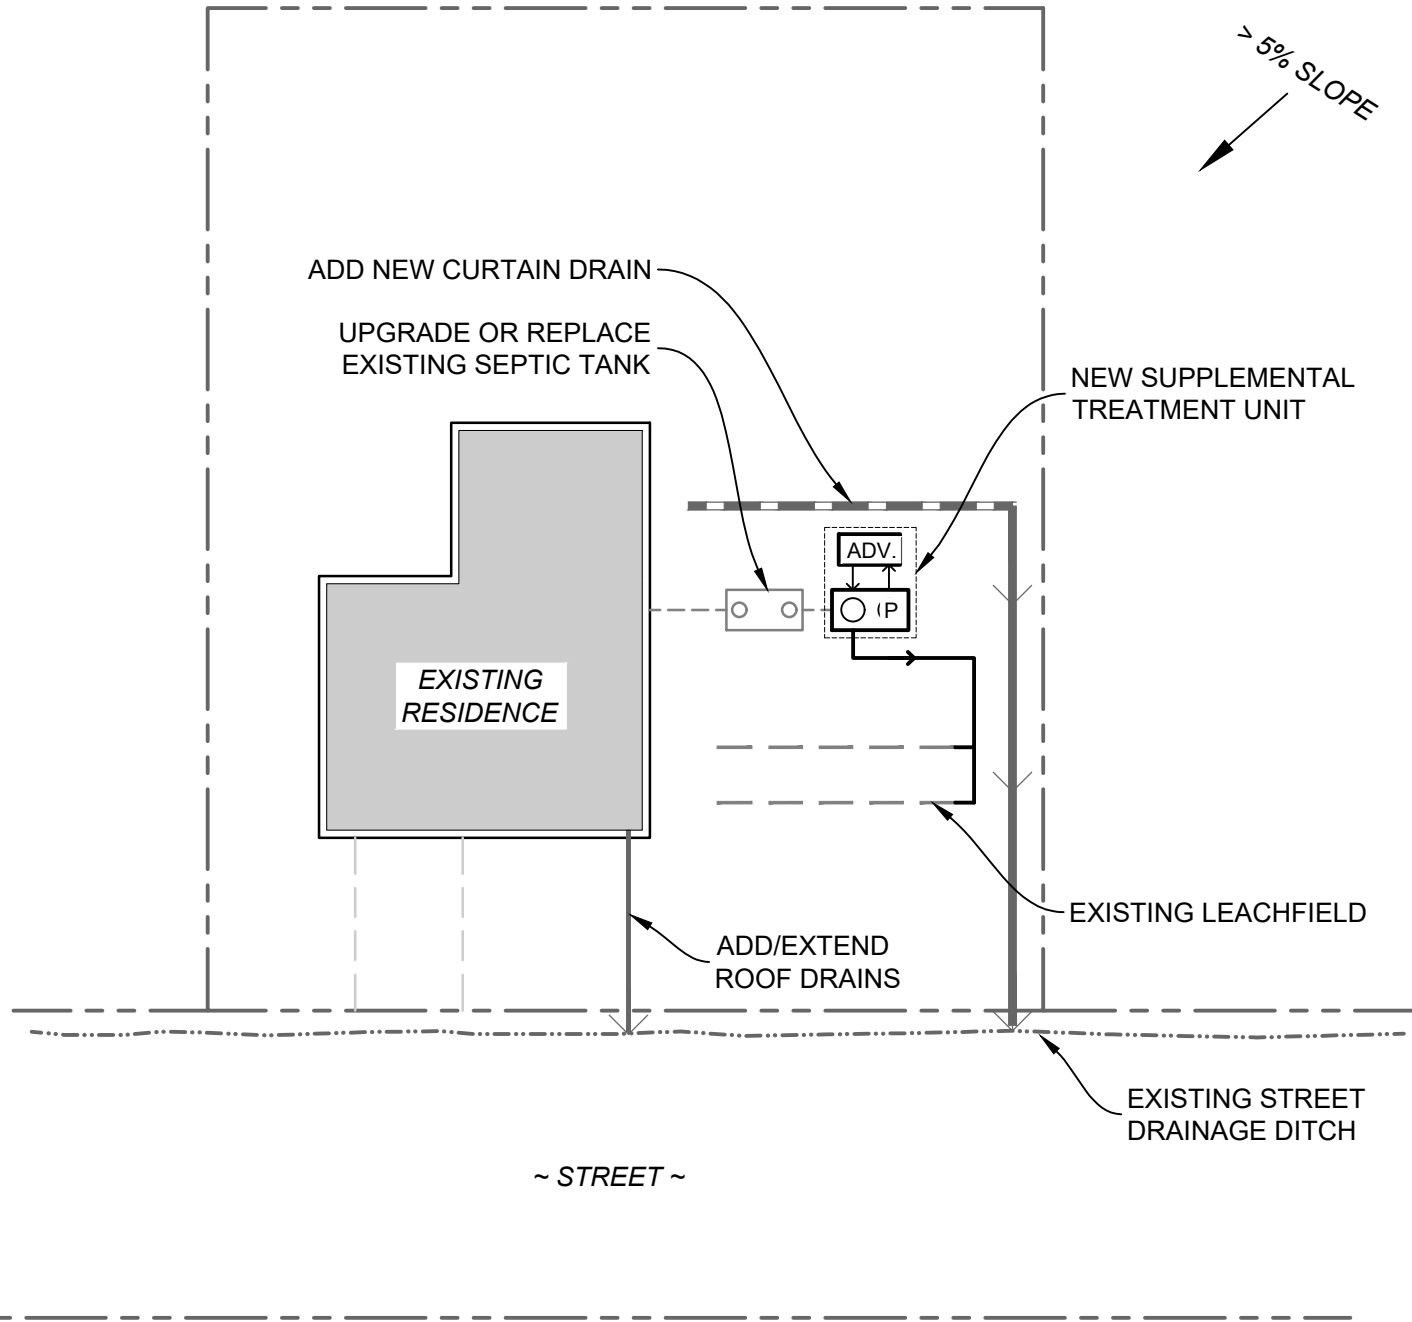 > 5% SLOPE
ADD NEW CURTAIN DRAIN
UPGRADE OR REPLACE
EXISTING SEPTIC TANK
NEW SUPPLEMENTAL
TREATMENT UNIT
ADV.
P
EXISTING
RESIDENCE
EXISTING LEACHFIELD
ADD/EXTEND
ROOF DRAINS
EXISTING STREET
DRAINAGE DITCH
~ STREET ~